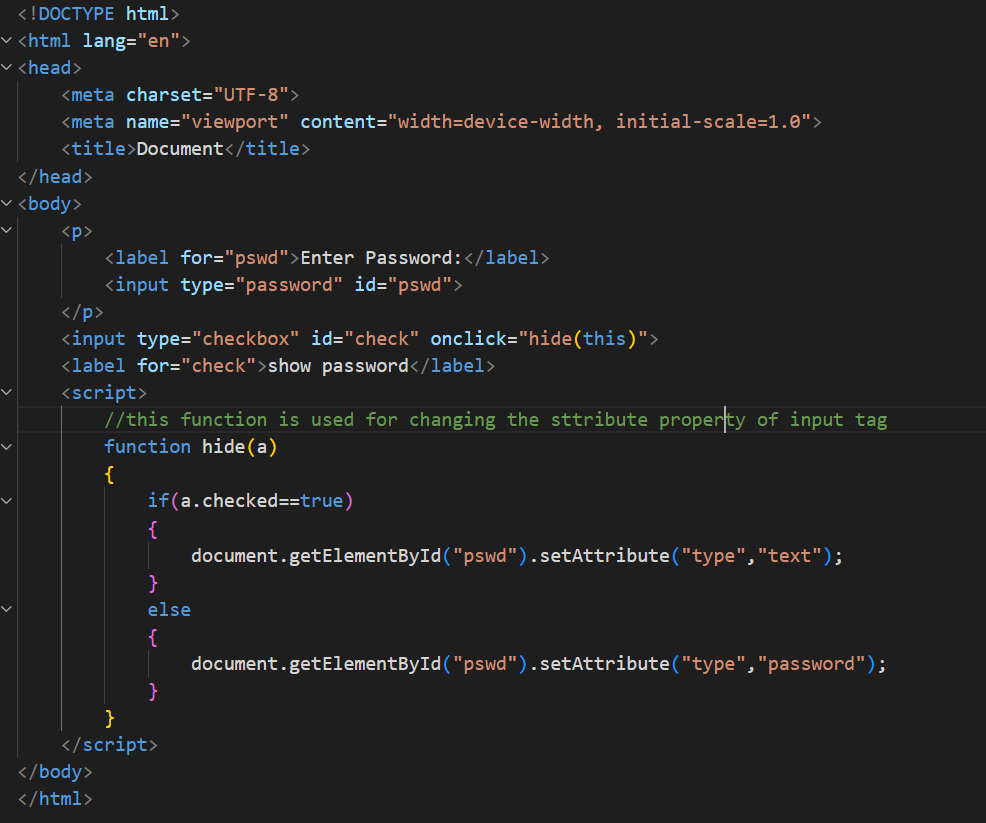 <!DOCTYPE html>
<html lang="en">
<head>
    <meta charset="UTF-8">
    <meta name="viewport" content="width=device-width, initial-scale=1.0">
    <title>Document</title>
</head>
<body>
    <p>
        <label for="pswd">Enter Password:</label>
        <input type="password" id="pswd">
    </p>
    <input type="checkbox" id="check" onclick="hide(this)">
    <label for="check">show password</label>
    <script>
        //this function is used for changing the sttribute property of input tag
        function hide(a)
        {
            if(a.checked==true)
            {
                document.getElementById("pswd").setAttribute("type","text");
            }
            else
            {
                document.getElementById("pswd").setAttribute("type","password");
            }
        }
    </script>
</body>
</html>